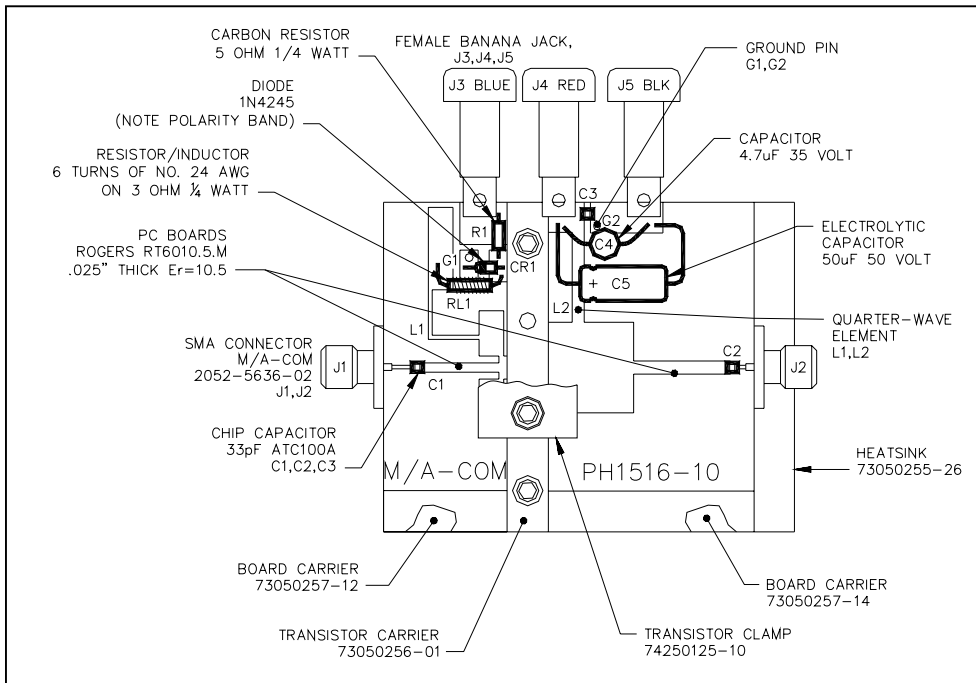 CARBON RESISTOR
5 OHM 1/4 WATT
FEMALE BANANA JACK,
J3,J4,J5
GROUND PIN
G1,G2
DIODE
1N4245
(NOTE POLARITY BAND)
J3 BLUE
J4 RED
J5 BLK
CAPACITOR
4.7uF 35 VOLT
RESISTOR/INDUCTOR
6 TURNS OF NO. 24 AWG
ON 3 OHM ¼ WATT
C3
G2
R1
C4
ELECTROLYTIC
CAPACITOR
50uF 50 VOLT
PC BOARDS
ROGERS RT6010.5.M
.025" THICK Er=10.5
G1
CR1
+ C5
RL1
L2
L1
QUARTER-WAVE
ELEMENT
L1,L2
SMA CONNECTOR
M/A-COM
2052-5636-02
J1,J2
J1
C1
C2
J2
CHIP CAPACITOR
33pF ATC100A
C1,C2,C3
M/A-COM
PH1516-10
HEATSINK
73050255-26
BOARD CARRIER
73050257-12
BOARD CARRIER
73050257-14
TRANSISTOR CARRIER
73050256-01
TRANSISTOR CLAMP
74250125-10